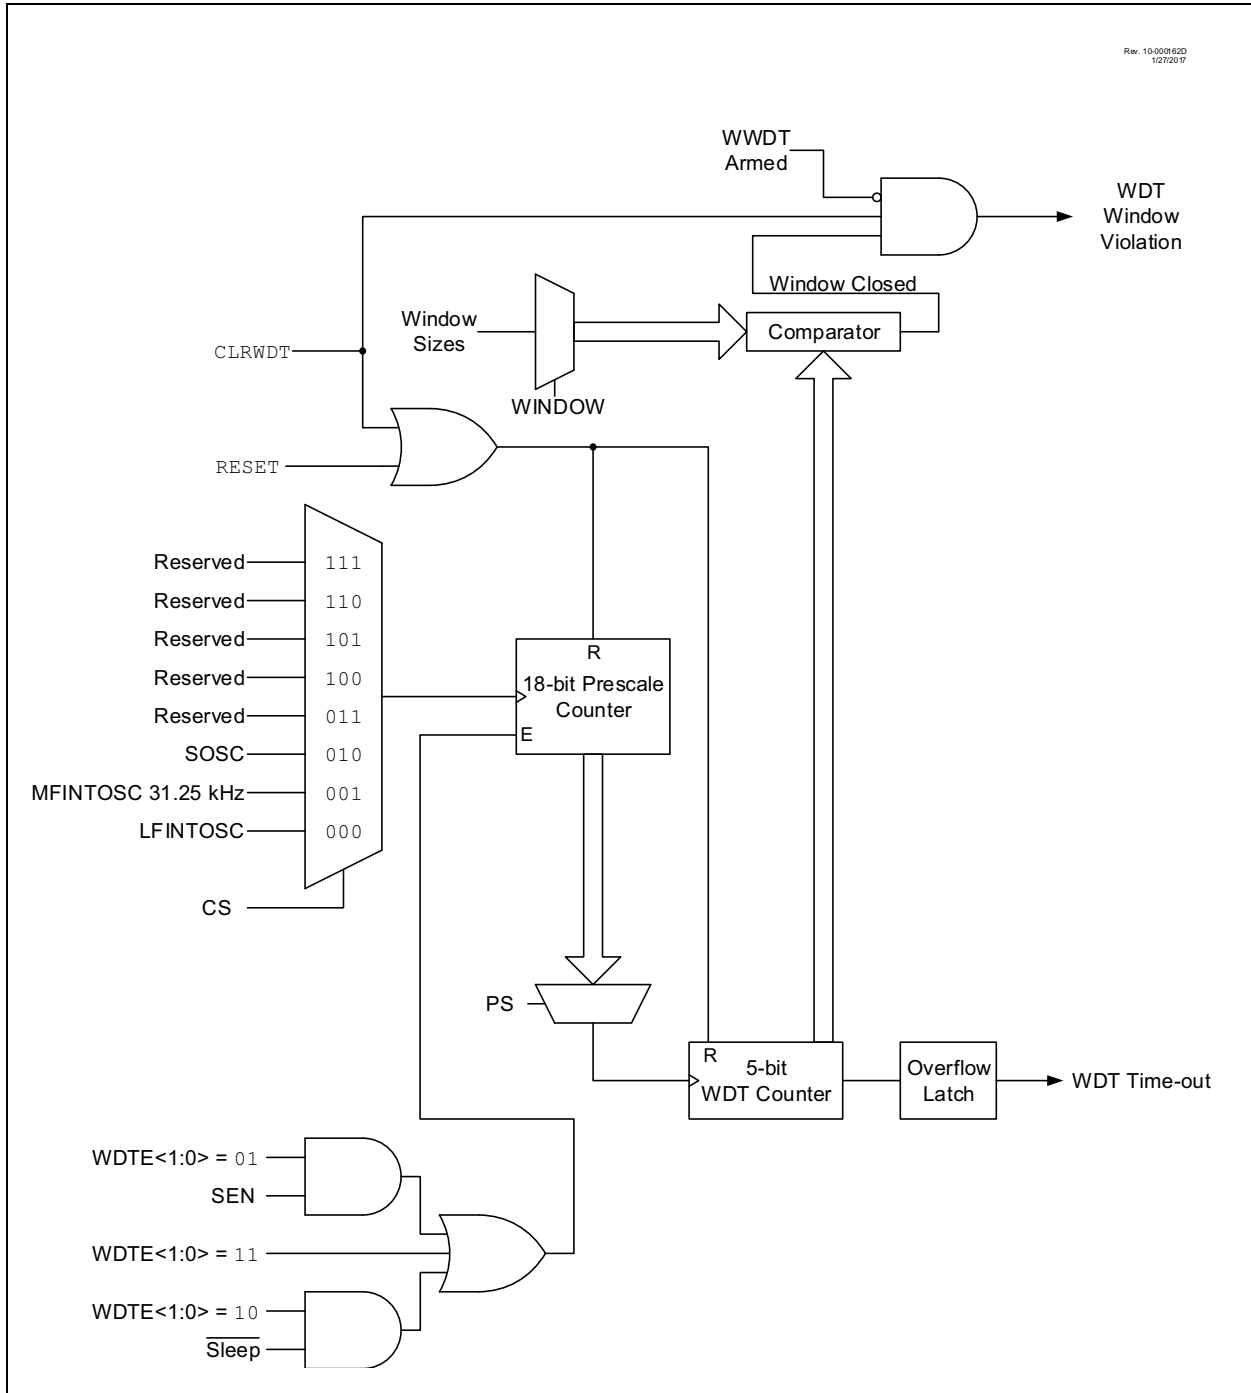 Rev. 10-000162D
1/27/2017
WWDT
Armed
WDT
Window
Violation
Window Closed
Window
Sizes
Comparator
CLRWDT
WINDOW
RESET
Reserved
111
Reserved
110
Reserved
101
Reserved
100
Reserved
011
SOSC
010
MFINTOSC 31.25 kHz
001
LFINTOSC
000
CS
R
18-bit Prescale
Counter
E
PS
R
5-bit
WDT Counter
Overflow
Latch
WDT Time-out
WDTE<1:0> = 01
SEN
WDTE<1:0> = 11
WDTE<1:0> = 10
Sleep